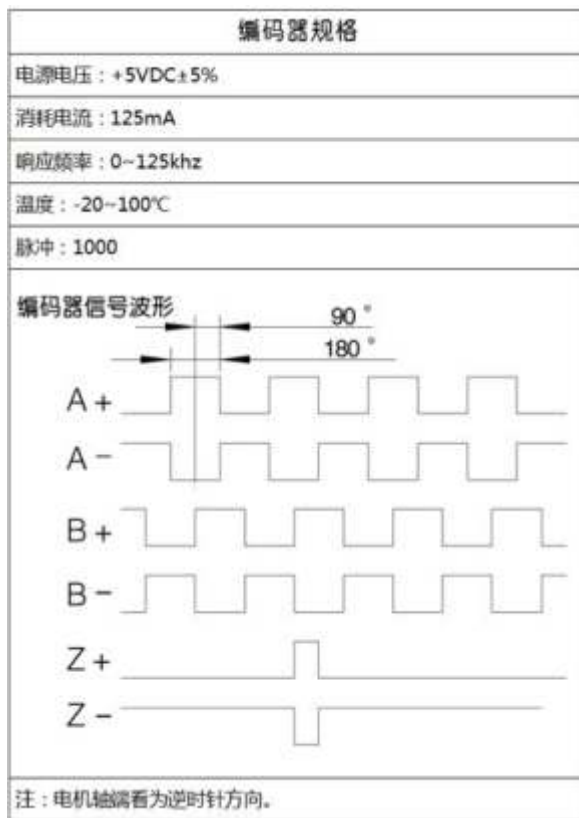 编码器规格
电源电压：+5VDC±5%
消耗电流：125mA
响应频率：0~125khz
温度：-20~100℃
脉冲：1000
编码器信号波形
90°
180°
A+
A-
B+
B-
Z+
Z-
注：电机轴端看为逆时针方向。